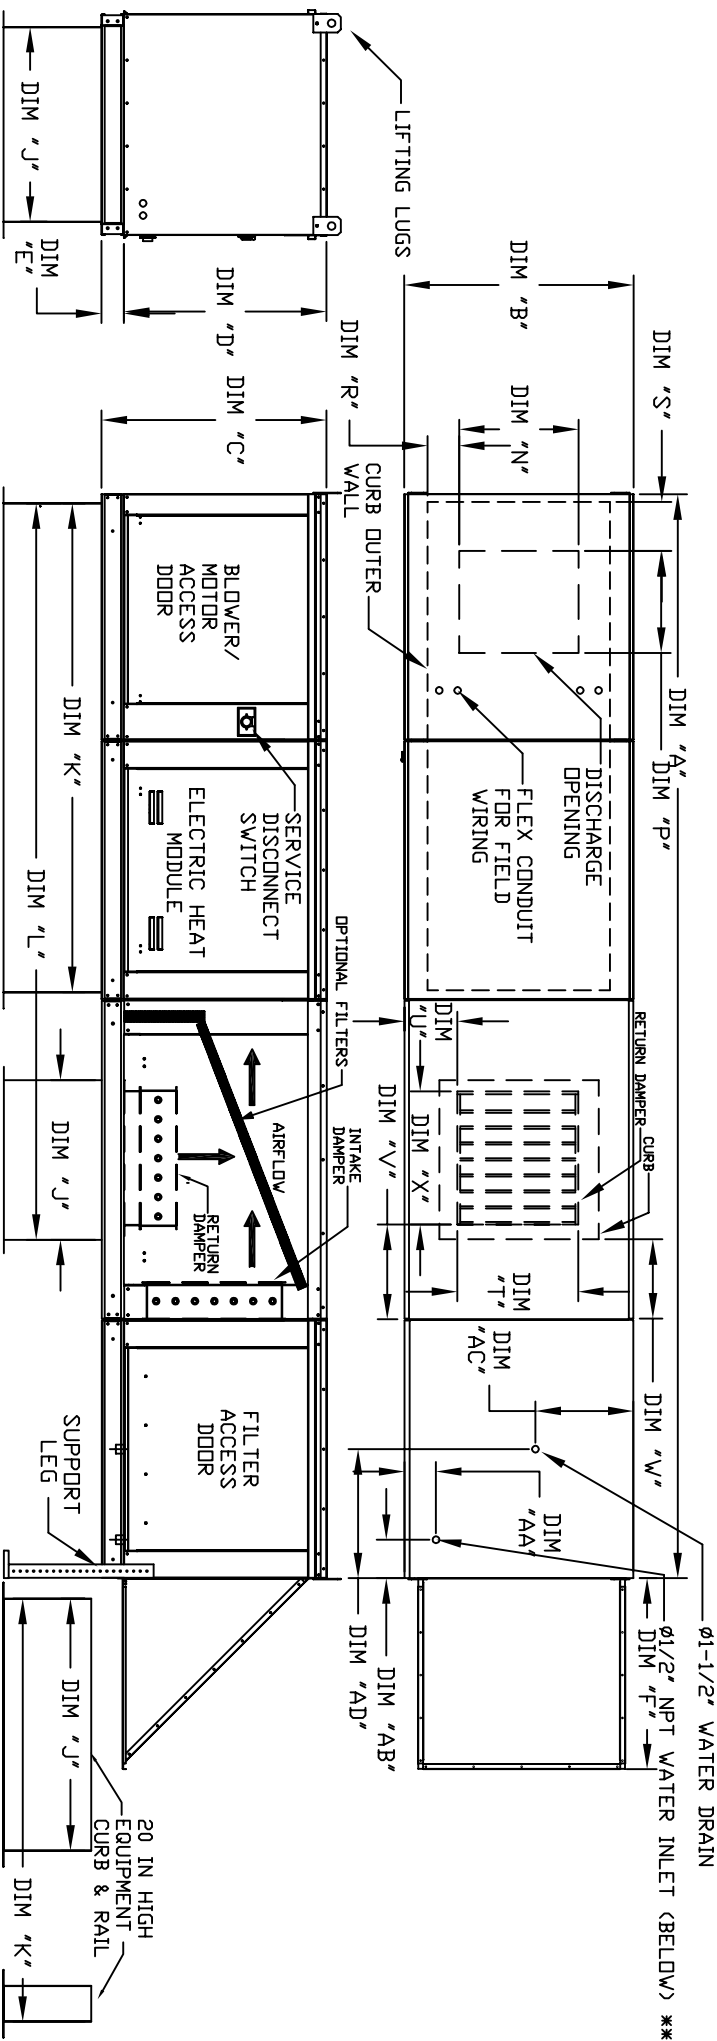 LIFTING LUGS
DIM "J"
DIM
"E"
DIM "D"
DIM "B"
DIM "S"
DIM "N"
DIM "R"
DIM "C"
CURB OUTER
WALL
DIM "A"
DIM "P"
DISCHARGE
OPENING
FLEX CONDUIT
FOR FIELD
WIRING
BLOWER/
MOTOR
ACCESS
DOOR
SERVICE
DISCONNECT
SWITCH
ELECTRIC HEAT
MODULE
DIM "K"
DIM "L"
OPTIONAL FILTERS
DIM
"U"
RETURN DAMPER
CURB
DIM "X"
DIM "V"
DIM
"T"
INTAKE
DAMPER
AIRFLOW
RETURN
DAMPER
DIM "J"
DIM "W"
DIM
"AC"
DIM
"AA"
FILTER
ACCESS
DOOR
SUPPORT
LEG
Ø1-1/2" WATER DRAIN
Ø1/2" NPT WATER INLET (BELOW) **
DIM "F"
DIM "AB"
DIM "AD"
DIM "J"
DIM "K"
20 IN HIGH
EQUIPMENT
CURB & RAIL